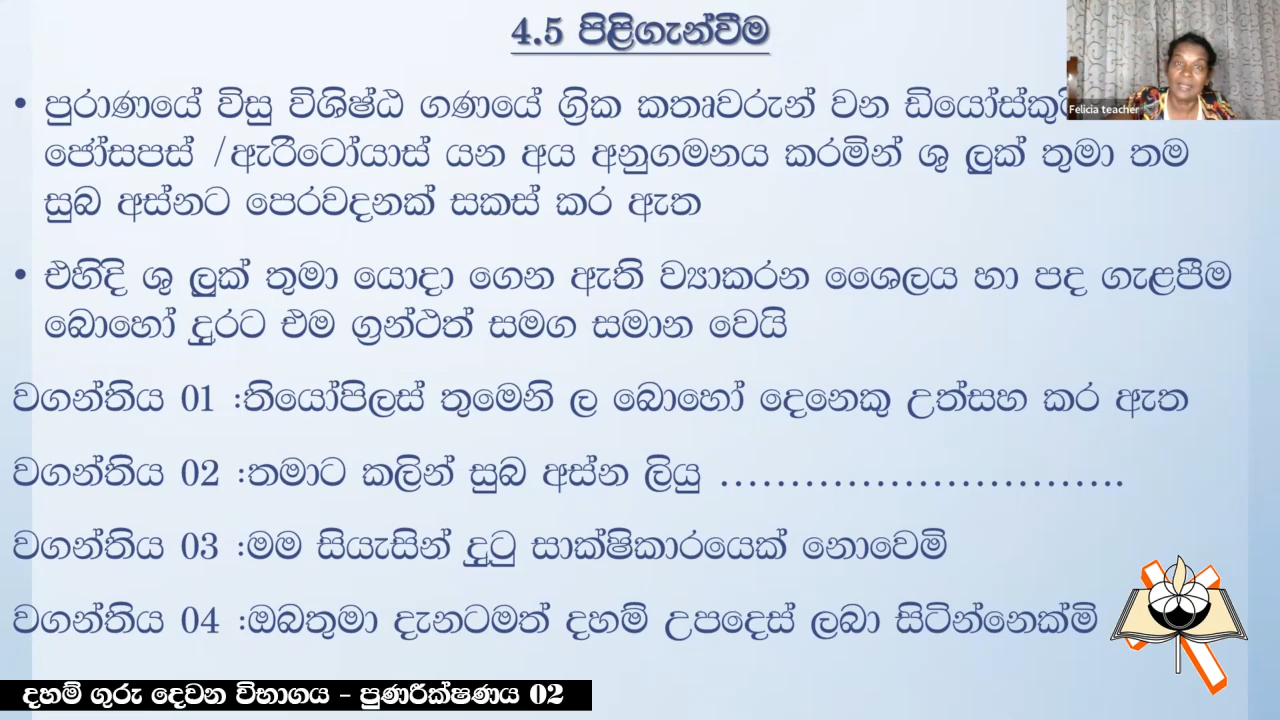 4.5 පිළිගැන්වීම
• පුරාණයේ විසු විශිෂ්ඨ ගණයේ ග්‍රික කතෘවරුන් වන
Felicia teacher
ජෝසපස් /ඇරීටෝයාස් යන අය අනුගමනය කරමින් ශු ලුක් තුමා තම
සුබ අස්නට පෙරවදනක් සකස් කර ඇත
• එහිදි ශු ලුක් තුමා යොදා ගෙන ඇති ව්‍යාකරන ශෛලය හා පද ගැළපීම
බොහෝ දුරට එම ග්‍රන්ථත් සමග සමාන වෙයි
වගන්තිය 01 :තියෝපිලස් තුමෙනි ල බොහෝ දෙනෙකු උත්සහ කර ඇත
වගන්තිය 02 :තමාට කලින් සුබ අස්න ලියු ………………………….
වගන්තිය 03 :මම සියැසින් දුටු සාක්ෂිකාරයෙක් නොවෙමි
වගන්තිය 04 :ඔබතුමා දැනටමත් දහම් උපදෙස් ලබා සිටින්නෙක්මි
දහම් ගුරු දෙවන විභාගය - පුණරීක්ෂණය 02